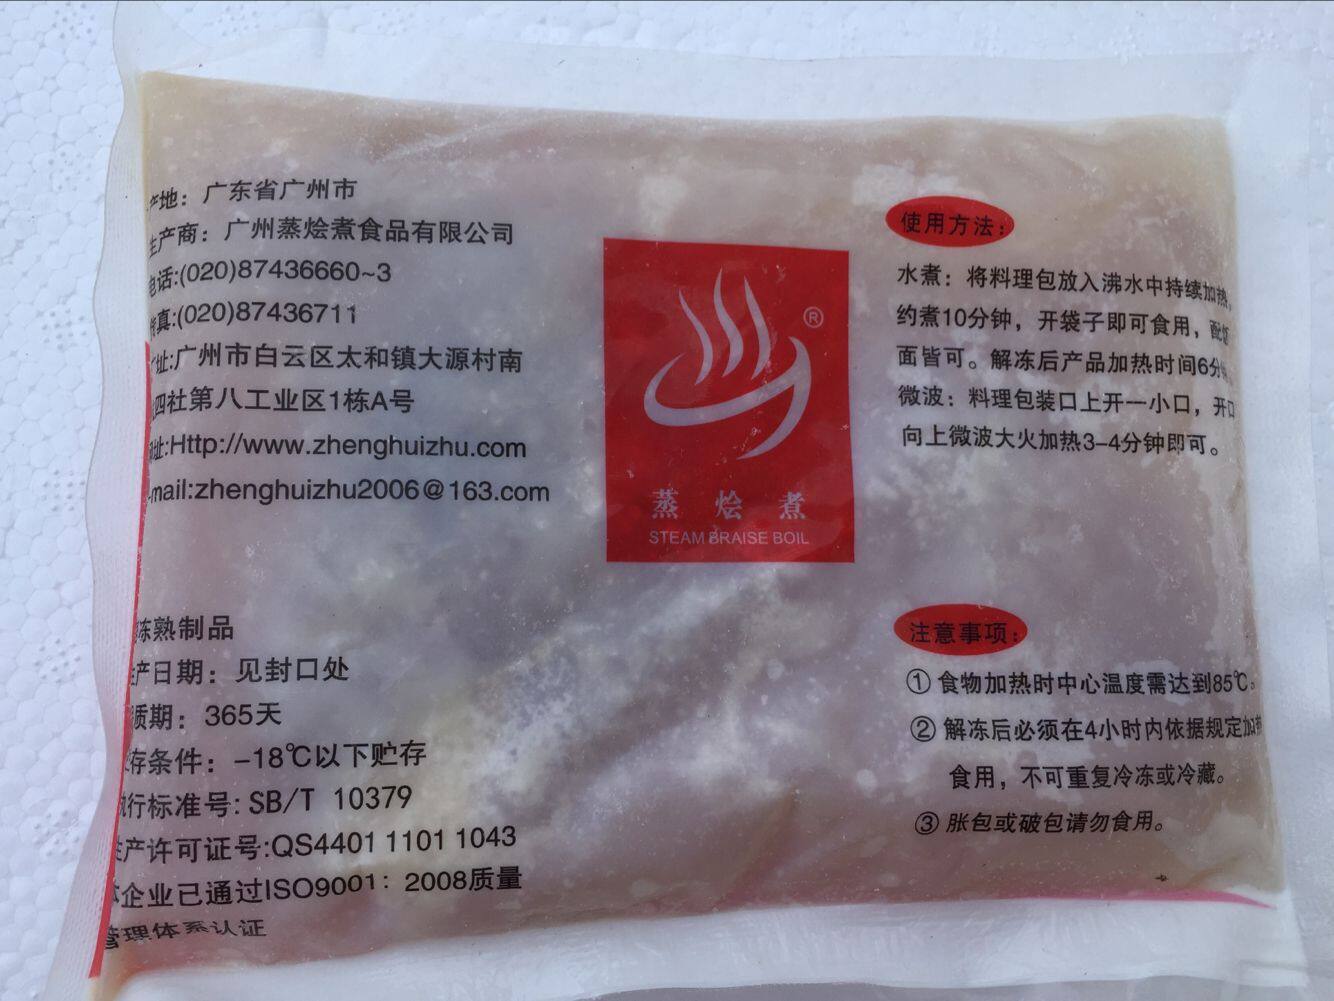 产地：广东省广州市
生产商：广州蒸烩煮食品有限公司
电话:(020)87436660~3
传真:(020)87436711
厂址:广州市白云区太和镇大源村南
四社第八工业区1栋A号
网址:Http://www.zhenghuizhu.com
-mail:zhenghuizhu2006@163.com
冻熟制品
生产日期：见封口处
质期：365天
贮存条件：-18℃以下贮存
执行标准号: SB/T 10379
生产许可证号:QS4401 1101 1043
本企业已通过ISO9001：2008质量
管理体系认证
®
蒸烩煮
STEAM BRAISE BOIL
使用方法：
水煮：将料理包放入沸水中持续加热，
约煮10分钟，开袋子即可食用，配饭
面皆可。解冻后产品加热时间6分钟。
微波：料理包装口上开一小口，开口
向上微波大火加热3-4分钟即可。
注意事项：
① 食物加热时中心温度需达到85℃。
② 解冻后必须在4小时内依据规定加热
食用，不可重复冷冻或冷藏。
③ 胀包或破包请勿食用。